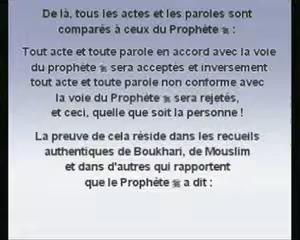 De là, tous les actes et les paroles sont
comparés à ceux du Prophète ﷺ :
Tout acte et toute parole en accord avec la voie
du prophète ﷺ sera acceptés et inversement
tout acte et toute parole non conforme avec
la voie du Prophète ﷺ sera rejetés,
et ceci, quelle que soit la personne !
La preuve de cela réside dans les recueils
authentiques de Boukhari, de Mouslim
et dans d'autres qui rapportent
que le Prophète ﷺ a dit :